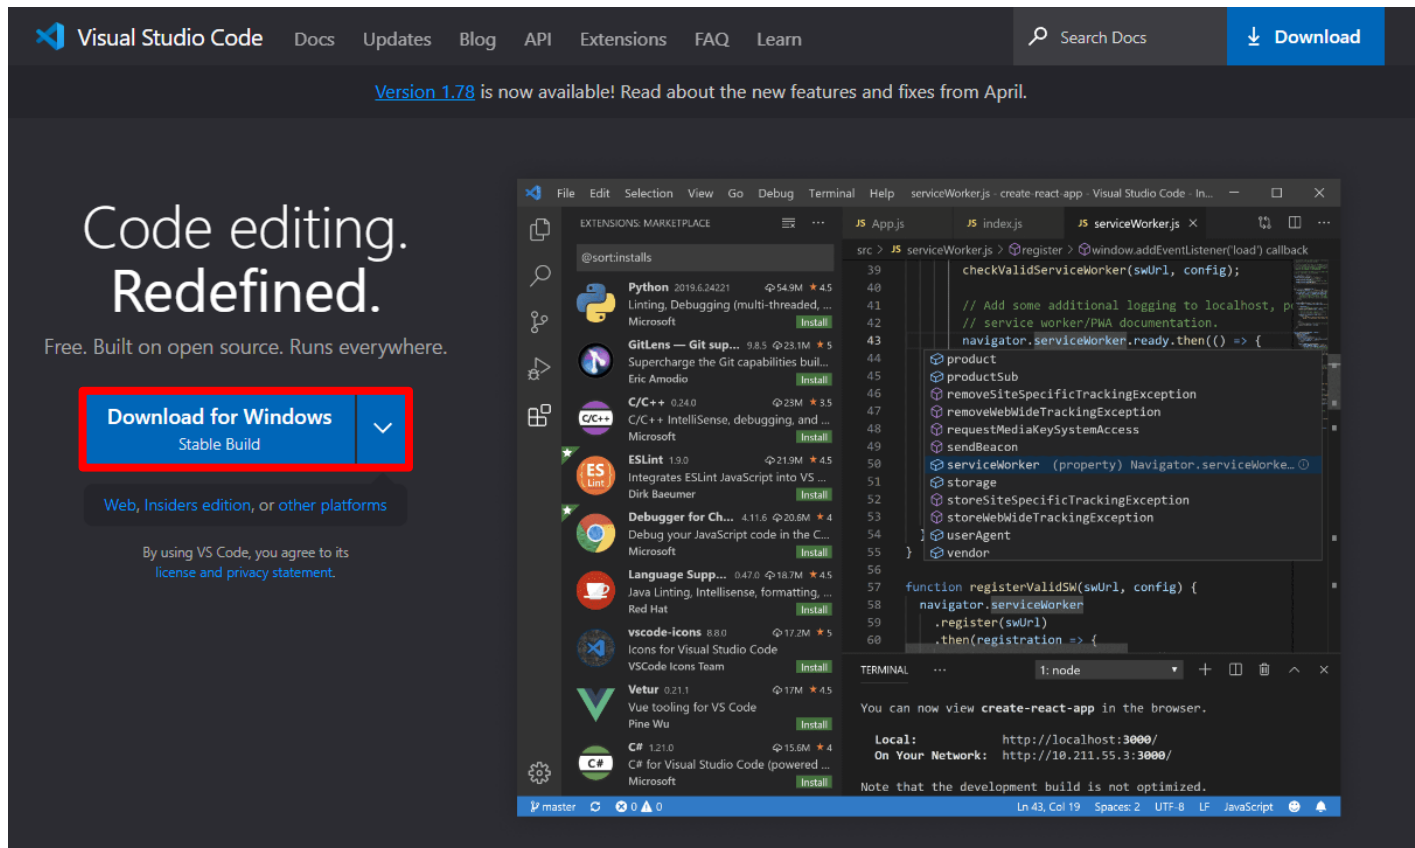 Visual Studio Code Docs Updates Blog API Extensions FAQ Learn Search Docs Download
Version 1.78 is now available! Read about the new features and fixes from April.
Code editing.
Redefined.
Free. Built on open source. Runs everywhere.
Download for Windows
Stable Build
Web, Insiders edition, or other platforms
By using VS Code, you agree to its
license and privacy statement.
File Edit Selection View Go Debug Terminal Help serviceWorker.js - create-react-app - Visual Studio Code - In...
EXTENSIONS: MARKETPLACE
@sort:installs
Python 2019.6.24221 54.9M 4.5
Linting, Debugging (multi-threaded, ...
Microsoft Install
GitLens — Git sup... 9.8.5 23.1M 5
Supercharge the Git capabilities buil...
Eric Amodio Install
C/C++ 0.24.0 23M 3.5
C/C++ IntelliSense, debugging, and ...
Microsoft Install
ESLint 1.9.0 21.9M 4.5
Integrates ESLint JavaScript into VS ...
Dirk Baeumer Install
Debugger for Ch... 4.11.6 20.6M 4
Debug your JavaScript code in the C...
Microsoft Install
Language Supp... 0.47.0 18.7M 4.5
Java Linting, Intellisense, formatting, ...
Red Hat Install
vscode-icons 8.8.0 17.2M 5
Icons for Visual Studio Code
VSCode Icons Team Install
Vetur 0.21.1 17M 4.5
Vue tooling for VS Code
Pine Wu Install
C# 1.21.0 15.6M 4
C# for Visual Studio Code (powered ...
Microsoft Install
C/C++
ES
Lint
C#
JS App.js JS index.js JS serviceWorker.js
src > JS serviceWorker.js > register > window.addEventListener('load') callback
39 checkValidServiceWorker(swUrl, config);
40
41 // Add some additional logging to localhost, p
42 // service worker/PWA documentation.
43 navigator.serviceWorker.ready.then(() => {
44 product
45 productSub
46 removeSiteSpecificTrackingException
47 removeWebWideTrackingException
48 requestMediaKeySystemAccess
49 sendBeacon
50 serviceWorker (property) Navigator.serviceWorke...
51 storage
52 storeSiteSpecificTrackingException
53 storeWebWideTrackingException
54 } userAgent
55 } vendor
56
57 function registerValidSW(swUrl, config) {
58 navigator.serviceWorker
59 .register(swUrl)
60 .then(registration => {
TERMINAL ... 1: node
You can now view create-react-app in the browser.
Local: http://localhost:3000/
On Your Network: http://10.211.55.3:3000/
Note that the development build is not optimized.
master 0 0 Ln 43, Col 19 Spaces: 2 UTF-8 LF JavaScript